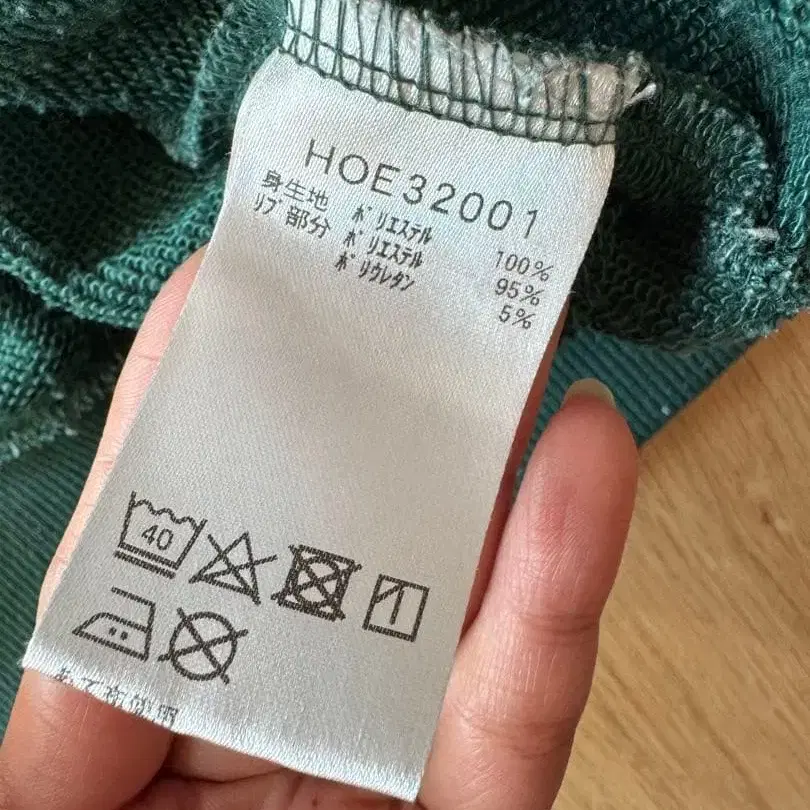 HOE32001
身生地 ポリエステル 100%
リブ部分 ポリエステル 95%
ポリウレタン 5%
40